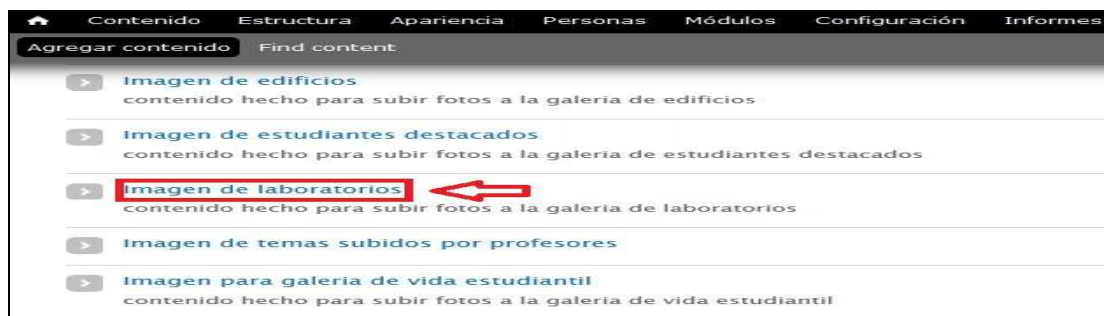 Contenido Estructura Apariencia Personas Módulos Configuración Informes
Agregar contenido Find content
Imagen de edificios
contenido hecho para subir fotos a la galeria de edificios
Imagen de estudiantes destacados
contenido hecho para subir fotos a la galeria de estudiantes destacados
Imagen de laboratorios
contenido hecho para subir fotos a la galeria de laboratorios
Imagen de temas subidos por profesores
Imagen para galeria de vida estudiantil
contenido hecho para subir fotos a la galeria de vida estudiantil